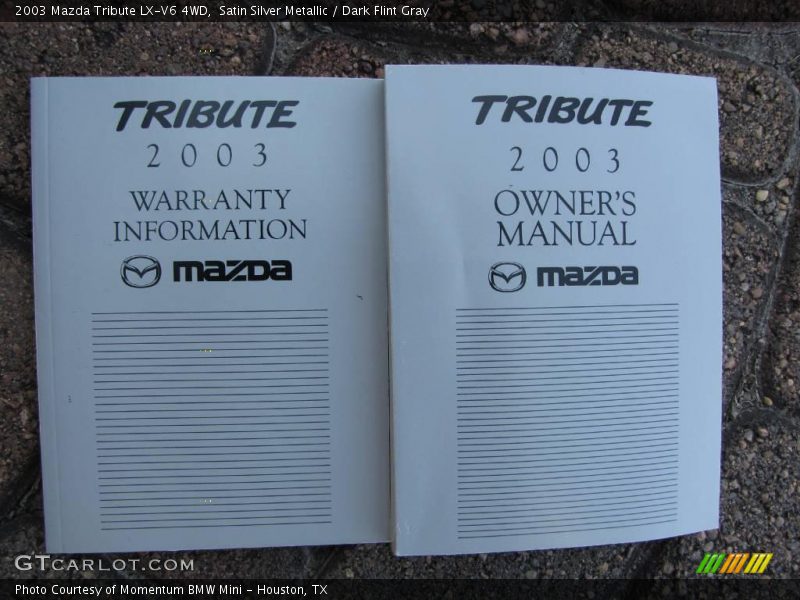 2003 Mazda Tribute LX-V6 4WD,  Satin Silver Metallic / Dark Flint Gray
TRIBUTE
2003
WARRANTY
INFORMATION
mazda
TRIBUTE
2003
OWNER'S
MANUAL
mazda
GTCARLOT.COM
Photo Courtesy of Momentum BMW Mini - Houston, TX